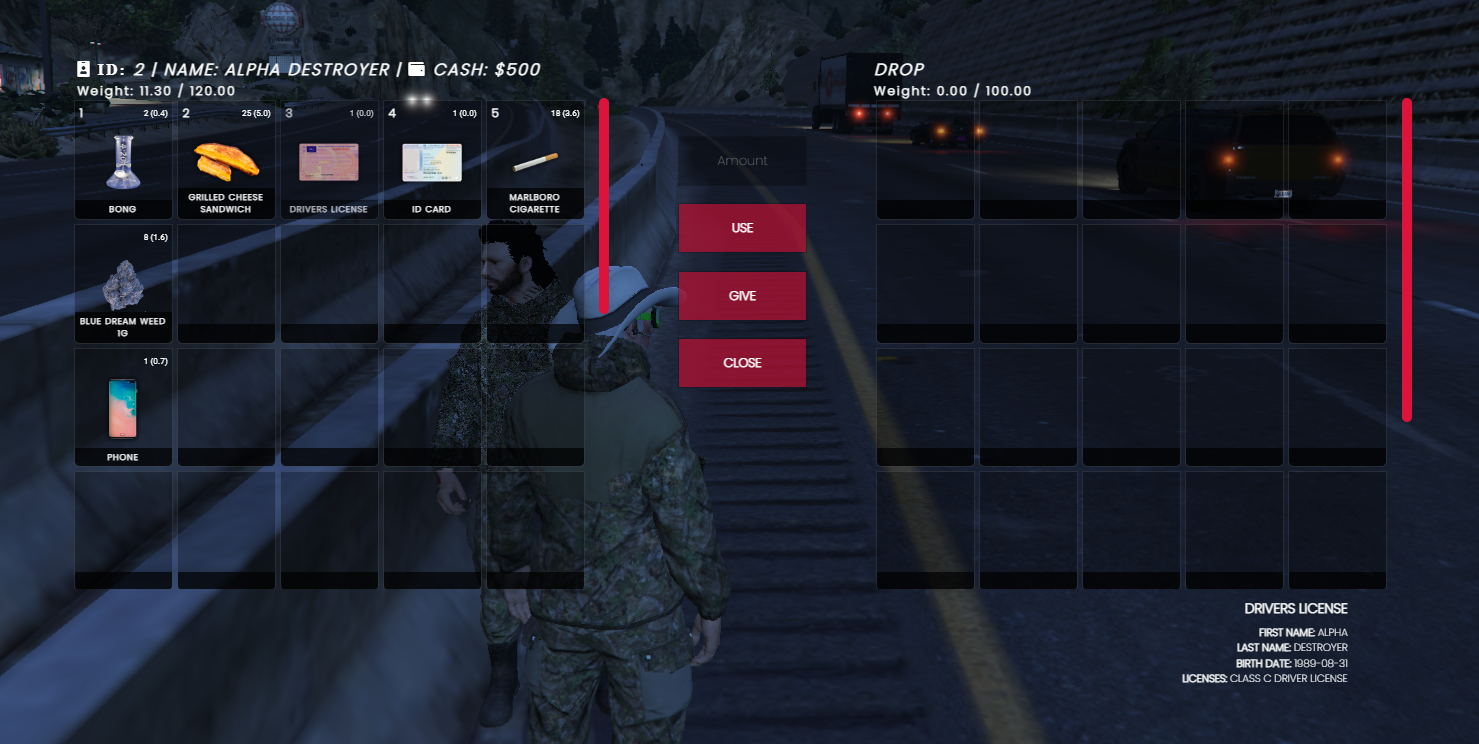 ID: 2 | NAME: ALPHA DESTROYER | CASH: $500
Weight: 11.30 / 120.00
1 2 (0.4) 2 25 (5.0) 3 1 (0.0) 4 1 (0.0) 5 18 (3.6)
BONG
GRILLED CHEESE
SANDWICH
DRIVERS LICENSE
ID CARD
MARLBORO
CIGARETTE
8 (1.6)
BLUE DREAM WEED
1G
1 (0.7)
PHONE
Amount
USE
GIVE
CLOSE
DROP
Weight: 0.00 / 100.00
DRIVERS LICENSE
FIRST NAME: ALPHA
LAST NAME: DESTROYER
BIRTH DATE: 1989-08-31
LICENSES: CLASS C DRIVER LICENSE